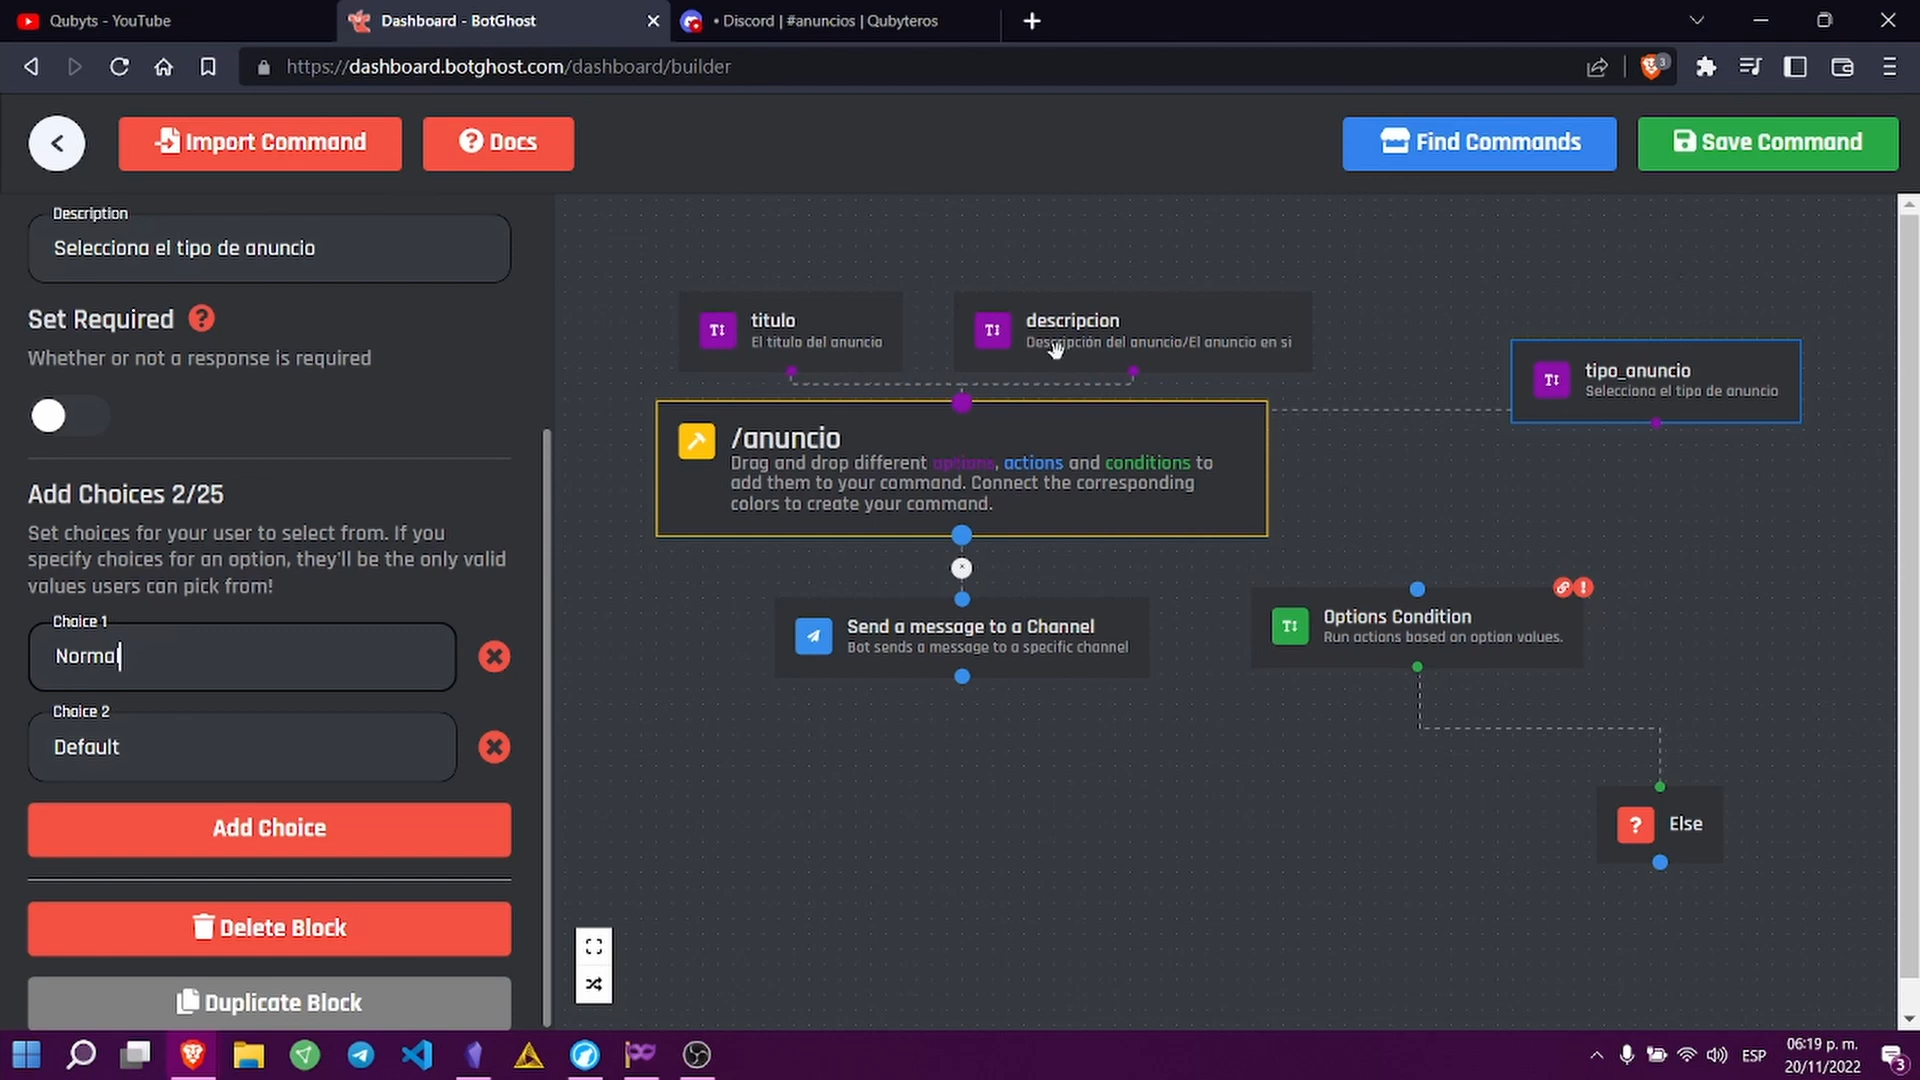 Qubyts - YouTube
Dashboard - BotGhost
• Discord | #anuncios | Qubyteros
https://dashboard.botghost.com/dashboard/builder
3
Import Command
Docs
Find Commands
Save Command
Description
Selecciona el tipo de anuncio
Set Required
Whether or not a response is required
Add Choices 2/25
Set choices for your user to select from. If you
specify choices for an option, they'll be the only valid
values users can pick from!
Choice 1
Normal
Choice 2
Default
Add Choice
Delete Block
Duplicate Block
titulo
El titulo del anuncio
descripcion
Descripción del anuncio/El anuncio en si
tipo_anuncio
Selecciona el tipo de anuncio
/anuncio
Drag and drop different options, actions and conditions to
add them to your command. Connect the corresponding
colors to create your command.
Send a message to a Channel
Bot sends a message to a specific channel
Options Condition
Run actions based on option values.
Else
ESP
06:19 p. m.
20/11/2022
3